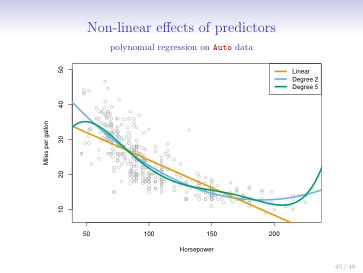 Non-linear effects of predictors
polynomial regression on Auto data
Linear
Degree 2
Degree 5
50
40
30
20
10
Miles per gallon
50 100 150 200
Horsepower
45 / 48